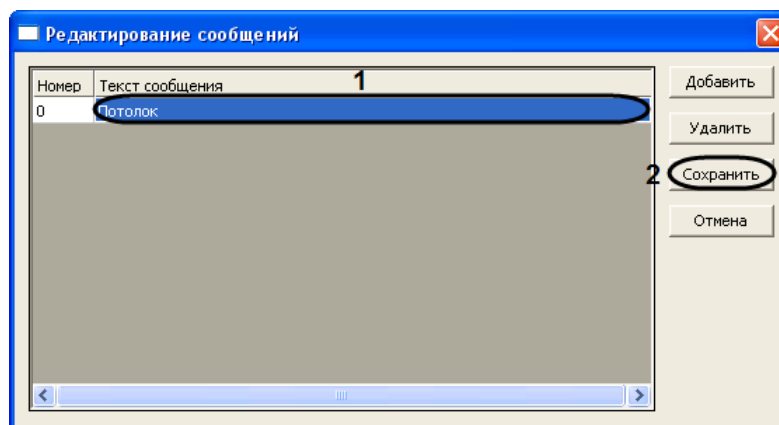 Редактирование сообщений
Номер Текст сообщения 1
0 Потолок
Добавить
Удалить
2 Сохранить
Отмена